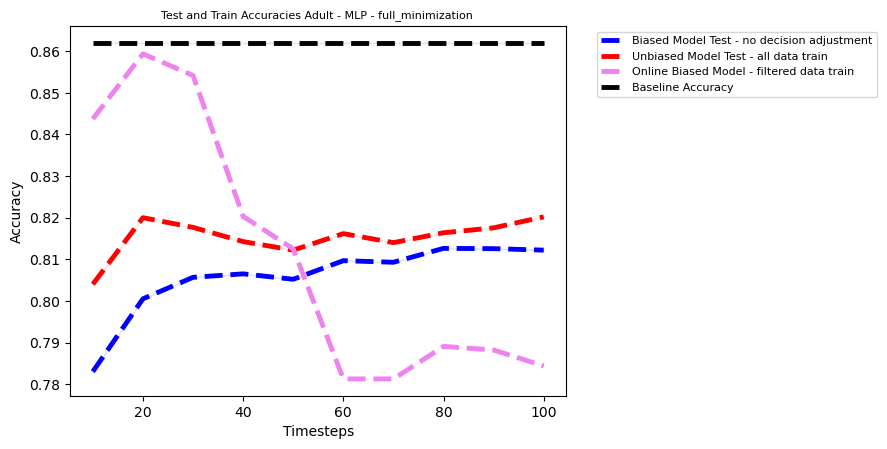 Test and Train Accuracies Adult - MLP - full_minimization
Biased Model Test - no decision adjustment
Unbiased Model Test - all data train
Online Biased Model - filtered data train
Baseline Accuracy
Accuracy
0.86
0.85
0.84
0.83
0.82
0.81
0.80
0.79
0.78
20 40 60 80 100
Timesteps